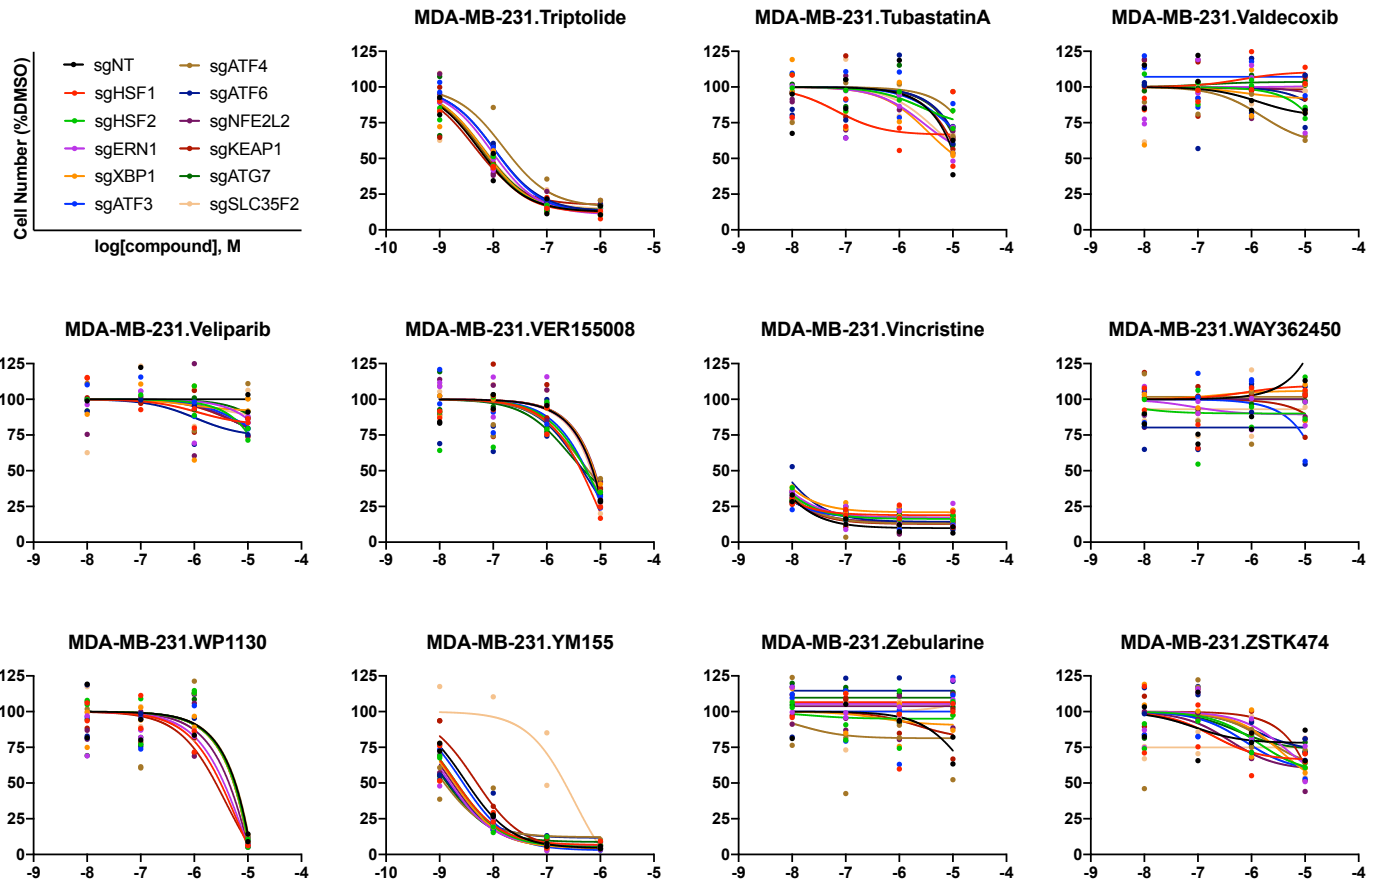 MDA-MB-231.Triptolide
MDA-MB-231.TubastatinA
MDA-MB-231.Valdecoxib
Cell Number (%DMSO)
sgNT
sgATF4
sgHSF1
sgATF6
sgHSF2
sgNFE2L2
sgERN1
sgKEAP1
sgXBP1
sgATG7
sgATF3
sgSLC35F2
log[compound], M
125
100
75
50
25
0
-10 -9 -8 -7 -6 -5
125
100
75
50
25
0
-9 -8 -7 -6 -5 -4
125
100
75
50
25
0
-9 -8 -7 -6 -5 -4
MDA-MB-231.Veliparib
MDA-MB-231.VER155008
MDA-MB-231.Vincristine
MDA-MB-231.WAY362450
125
100
75
50
25
0
-9 -8 -7 -6 -5 -4
125
100
75
50
25
0
-9 -8 -7 -6 -5
125
100
75
50
25
0
-9 -8 -7 -6 -5 -4
125
100
75
50
25
0
-9 -8 -7 -6 -5 -4
MDA-MB-231.WP1130
MDA-MB-231.YM155
MDA-MB-231.Zebularine
MDA-MB-231.ZSTK474
125
100
75
50
25
0
-9 -8 -7 -6 -5 -4
125
100
75
50
25
0
-10 -9 -8 -7 -6 -5
125
100
75
50
25
0
-9 -8 -7 -6 -5 -4
125
100
75
50
25
0
-9 -8 -7 -6 -5 -4